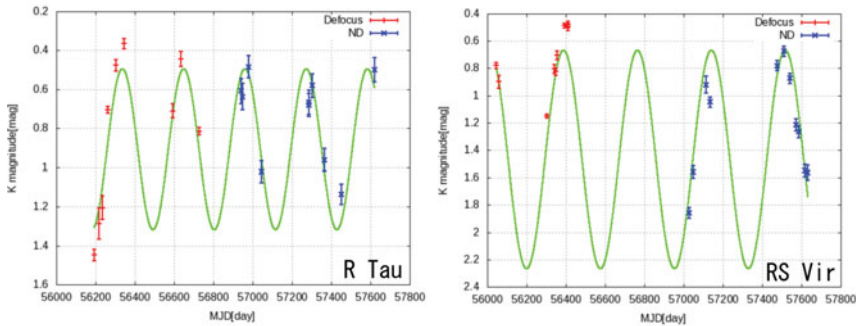 0.2
0.4
0.6
0.8
1
1.2
1.4
1.6
K magnitude[mag]
56000 56200 56400 56600 56800 57000 57200 57400 57600 57800
MJD[day]
Defocus
ND
R Tau
0.4
0.6
0.8
1
1.2
1.4
1.6
1.8
2
2.2
2.4
K magnitude[mag]
56000 56200 56400 56600 56800 57000 57200 57400 57600 57800
MJD[day]
Defocus
ND
RS Vir